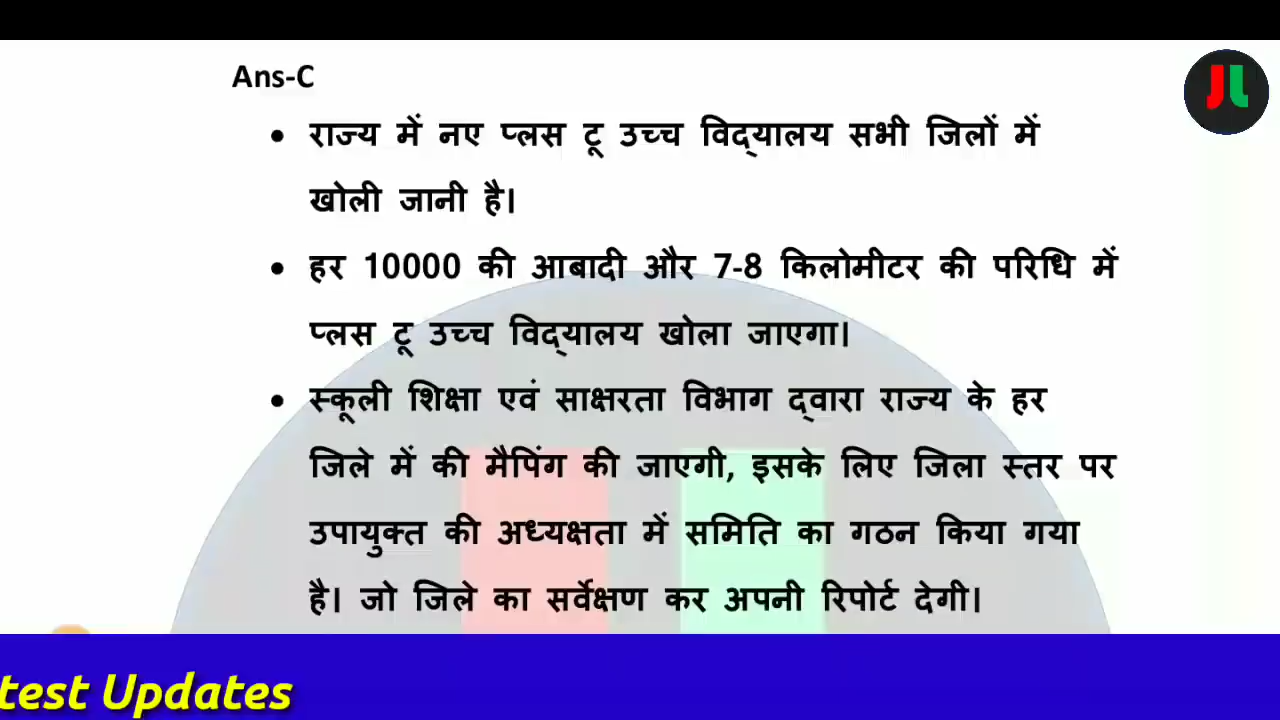 Ans-C
JL
• राज्य में नए प्लस टू उच्च विद्यालय सभी जिलों में
खोली जानी है।
• हर 10000 की आबादी और 7-8 किलोमीटर की परिधि में
प्लस टू उच्च विद्यालय खोला जाएगा।
• स्कूली शिक्षा एवं साक्षरता विभाग द्वारा राज्य के हर
जिले में की मैपिंग की जाएगी, इसके लिए जिला स्तर पर
उपायुक्त की अध्यक्षता में समिति का गठन किया गया
है। जो जिले का सर्वेक्षण कर अपनी रिपोर्ट देगी।
test Updates